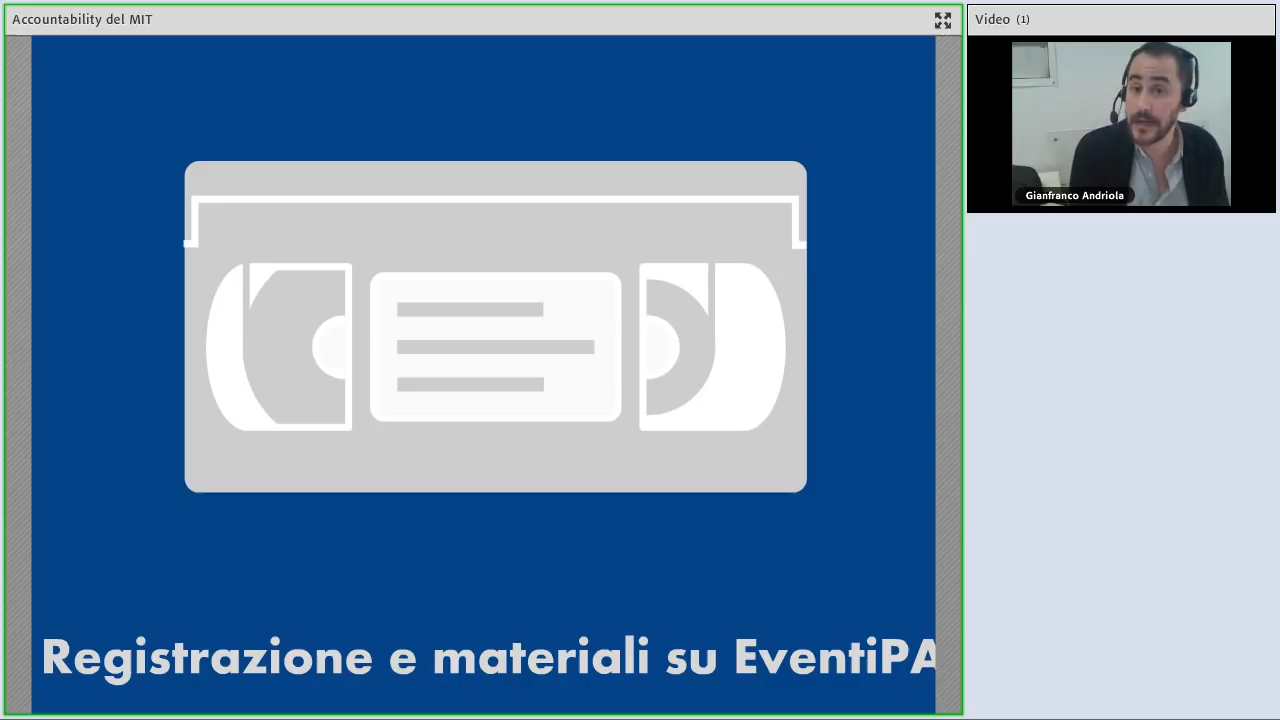 Accountability del MIT
Video (1)
Gianfranco Andriola
Registrazione e materiali su EventiPA